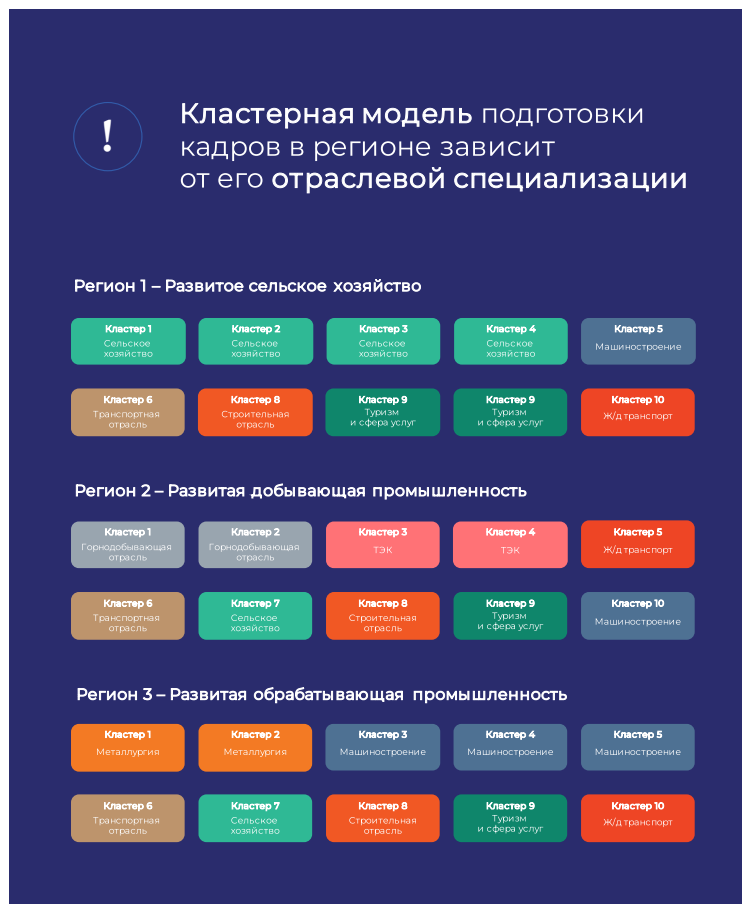 !
Кластерная модель подготовки
кадров в регионе зависит
от его отраслевой специализации
Регион 1 – Развитое сельское хозяйство
Кластер 1
Сельское
хозяйство
Кластер 2
Сельское
хозяйство
Кластер 3
Сельское
хозяйство
Кластер 4
Сельское
хозяйство
Кластер 5
Машиностроение
Кластер 6
Транспортная
отрасль
Кластер 8
Строительная
отрасль
Кластер 9
Туризм
и сфера услуг
Кластер 9
Туризм
и сфера услуг
Кластер 10
Ж/д транспорт
Регион 2 – Развитая добывающая промышленность
Кластер 1
Горнодобывающая
отрасль
Кластер 2
Горнодобывающая
отрасль
Кластер 3
ТЭК
Кластер 4
ТЭК
Кластер 5
Ж/д транспорт
Кластер 6
Транспортная
отрасль
Кластер 7
Сельское
хозяйство
Кластер 8
Строительная
отрасль
Кластер 9
Туризм
и сфера услуг
Кластер 10
Машиностроение
Регион 3 – Развитая обрабатывающая промышленность
Кластер 1
Металлургия
Кластер 2
Металлургия
Кластер 3
Машиностроение
Кластер 4
Машиностроение
Кластер 5
Машиностроение
Кластер 6
Транспортная
отрасль
Кластер 7
Сельское
хозяйство
Кластер 8
Строительная
отрасль
Кластер 9
Туризм
и сфера услуг
Кластер 10
Ж/д транспорт